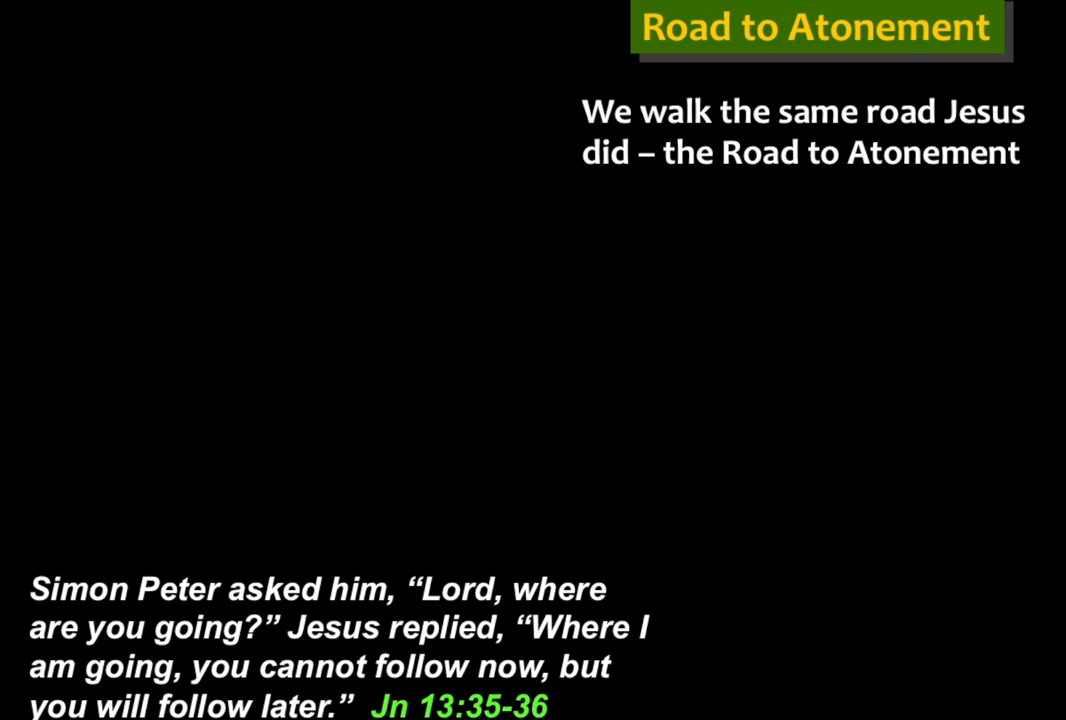 Road to Atonement
We walk the same road Jesus
did – the Road to Atonement
Simon Peter asked him, “Lord, where
are you going?” Jesus replied, “Where I
am going, you cannot follow now, but
you will follow later.” Jn 13:35-36